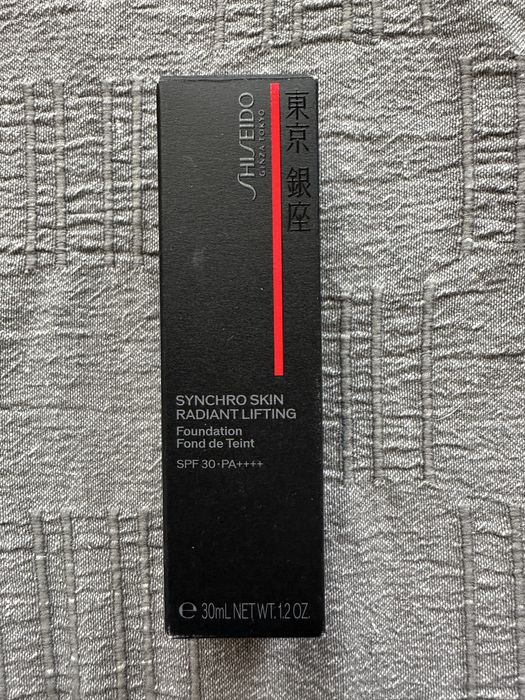 SHISEIDO
GINZA TOKYO
東京 銀座
SYNCHRO SKIN
RADIANT LIFTING
Foundation
Fond de Teint
SPF 30・PA++++
℮ 30mL NET WT. 1.2 OZ.